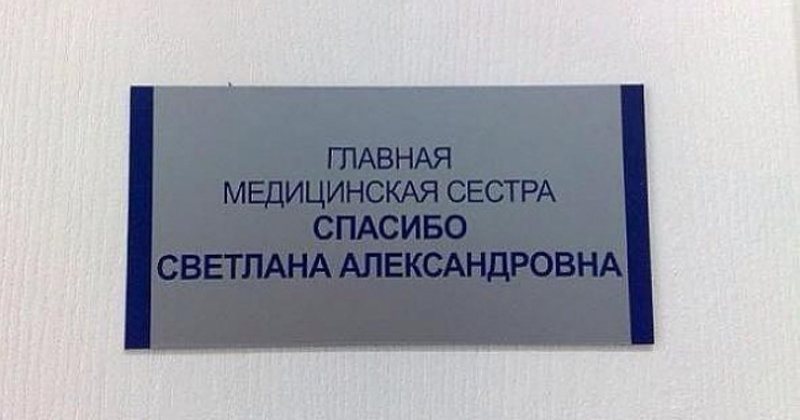 ГЛАВНАЯ
МЕДИЦИНСКАЯ СЕСТРА
СПАСИБО
СВЕТЛАНА АЛЕКСАНДРОВНА